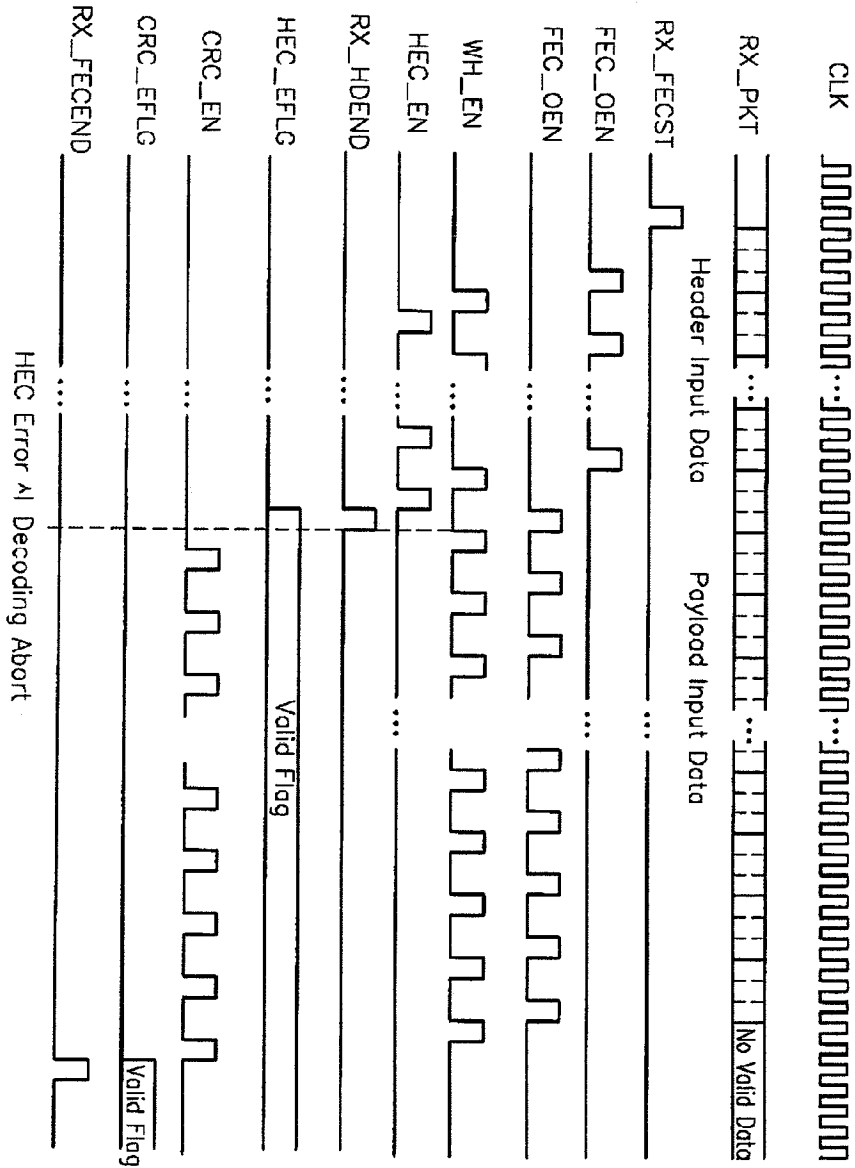 CLK
RX_PKT
No Valid Data
Header Input Data
Payload Input Data
RX_FECST
FEC_OEN
FEC_OEN
WH_EN
HEC_EN
RX_HDEND
HEC_EFLG
Valid Flag
CRC_EN
CRC_EFLG
Valid Flag
RX_FECEND
HEC Error 시 Decoding Abort